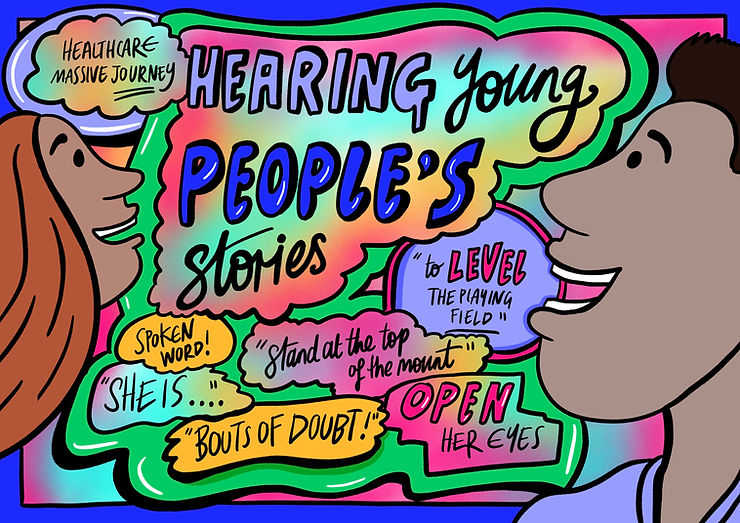 HEALTHCARE
MASSIVE JOURNEY
HEARING young
PEOPLE'S
stories
"to LEVEL
THE PLAYING
FIELD"
SPOKEN
WORD!
"Stand at the top
of the mount"
"SHE IS...."
"BOUTS OF DOUBT!"
OPEN
HER EYES